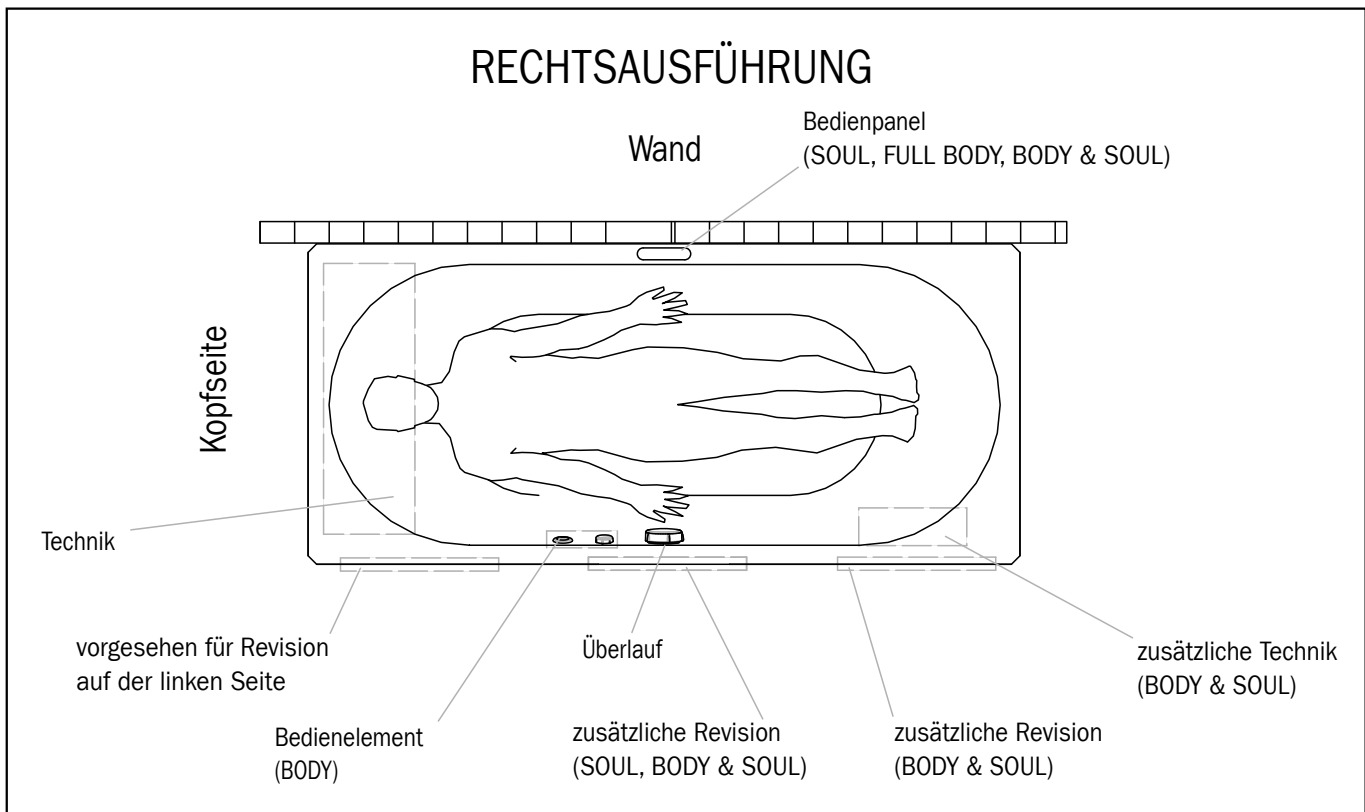 RECHTSAUSFÜHRUNG
Bedienpanel
(SOUL, FULL BODY, BODY & SOUL)
Wand
Kopfseite
Technik
vorgesehen für Revision
auf der linken Seite
Bedienelement
(BODY)
Überlauf
zusätzliche Revision
(SOUL, BODY & SOUL)
zusätzliche Revision
(BODY & SOUL)
zusätzliche Technik
(BODY & SOUL)